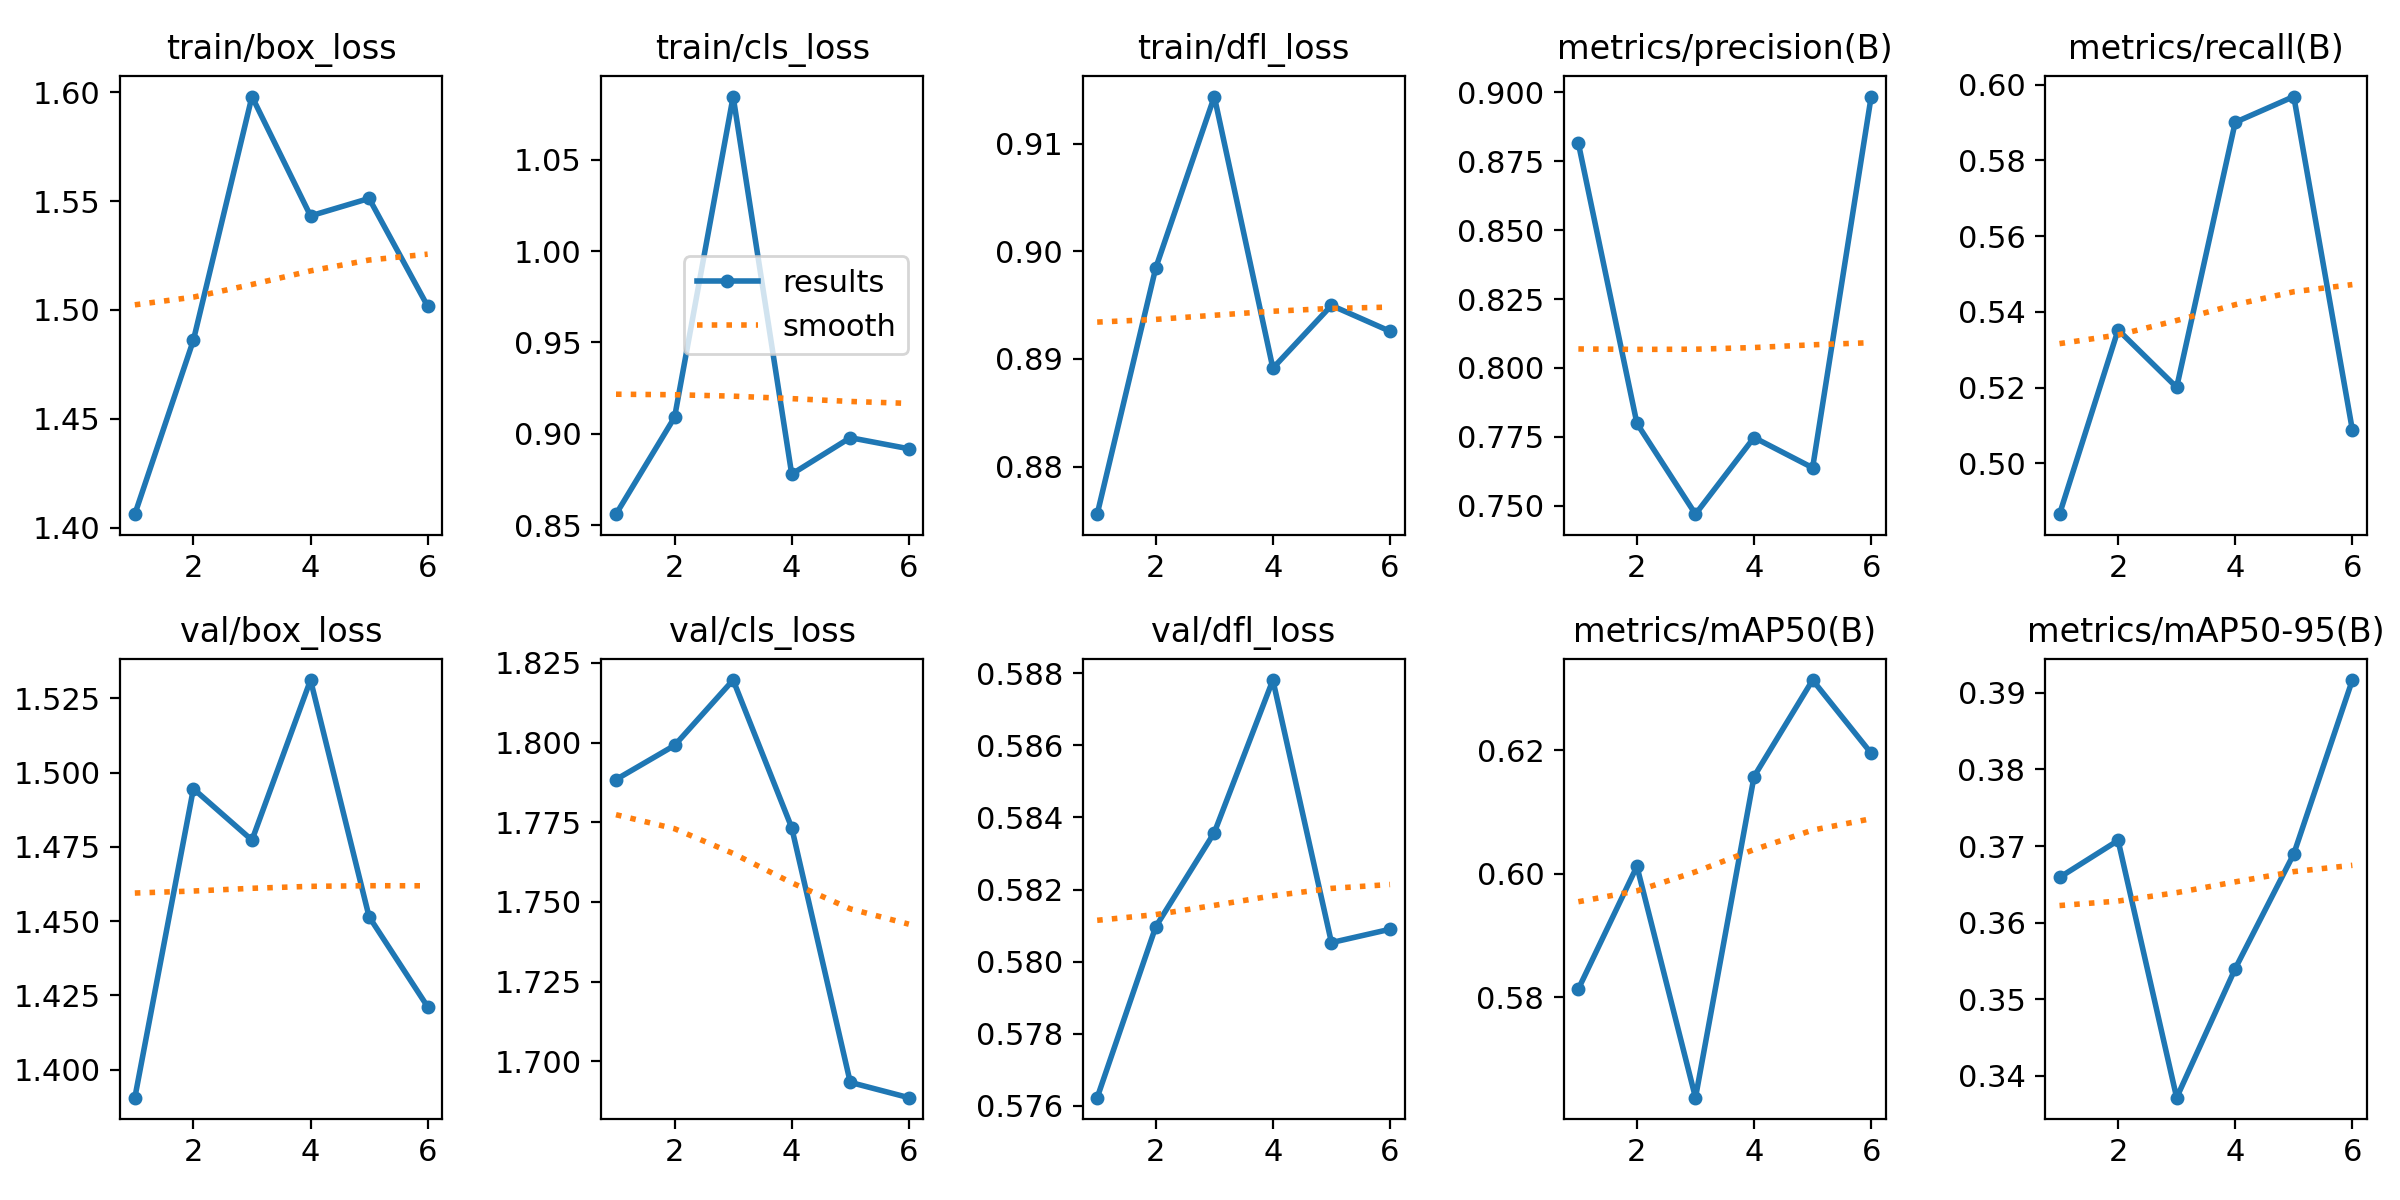 train/box_loss
1.60
1.55
1.50
1.45
1.40
2 4 6
train/cls_loss
1.05
1.00
0.95
0.90
0.85
results
smooth
2 4 6
train/dfl_loss
0.91
0.90
0.89
0.88
2 4 6
metrics/precision(B)
0.900
0.875
0.850
0.825
0.800
0.775
0.750
2 4 6
metrics/recall(B)
0.60
0.58
0.56
0.54
0.52
0.50
2 4 6
val/box_loss
1.525
1.500
1.475
1.450
1.425
1.400
2 4 6
val/cls_loss
1.825
1.800
1.775
1.750
1.725
1.700
2 4 6
val/dfl_loss
0.588
0.586
0.584
0.582
0.580
0.578
0.576
2 4 6
metrics/mAP50(B)
0.62
0.60
0.58
2 4 6
metrics/mAP50-95(B)
0.39
0.38
0.37
0.36
0.35
0.34
2 4 6